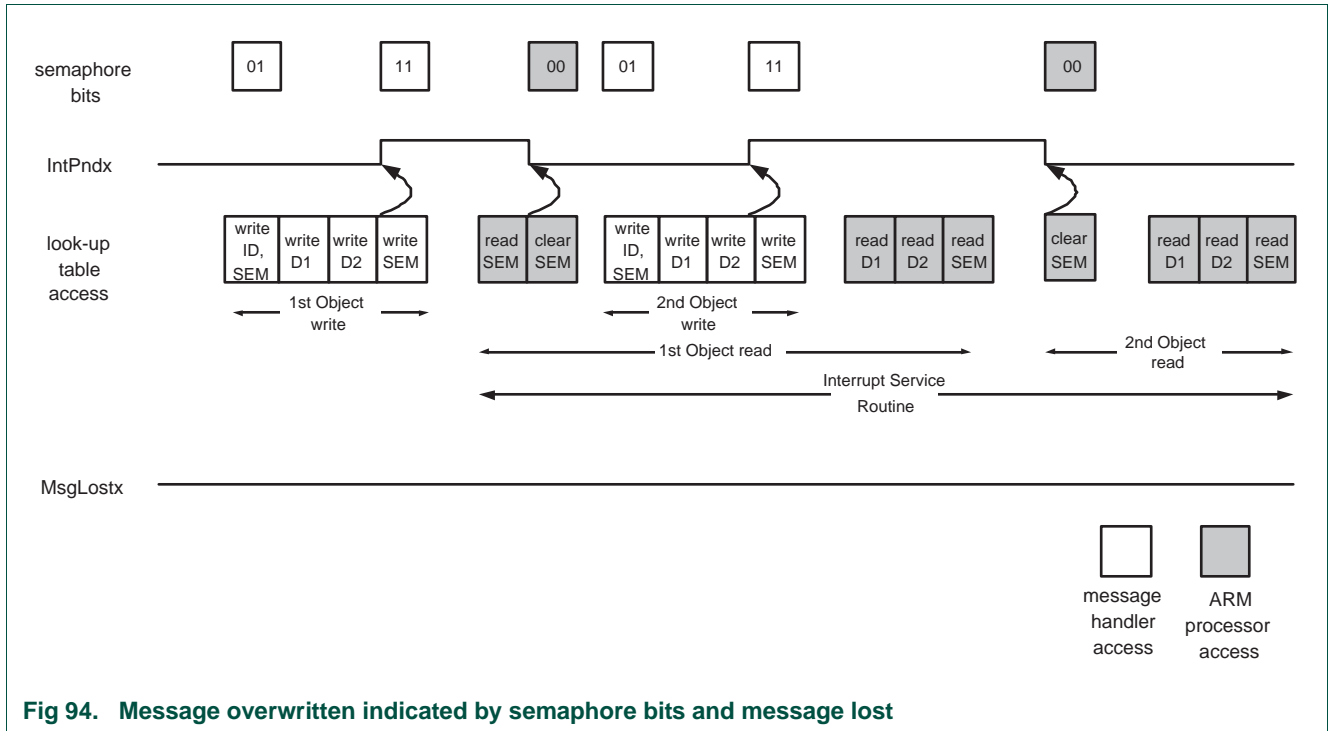 semaphore
bits
01
11
00
01
11
00
IntPndx
look-up
table
access
write
ID,
SEM
write
D1
write
D2
write
SEM
read
SEM
clear
SEM
write
ID,
SEM
write
D1
write
D2
write
SEM
read
D1
read
D2
read
SEM
clear
SEM
read
D1
read
D2
read
SEM
1st Object
write
2nd Object
write
1st Object read
2nd Object
read
Interrupt Service
Routine
MsgLostx
message
handler
access
ARM
processor
access
Fig 94. Message overwritten indicated by semaphore bits and message lost